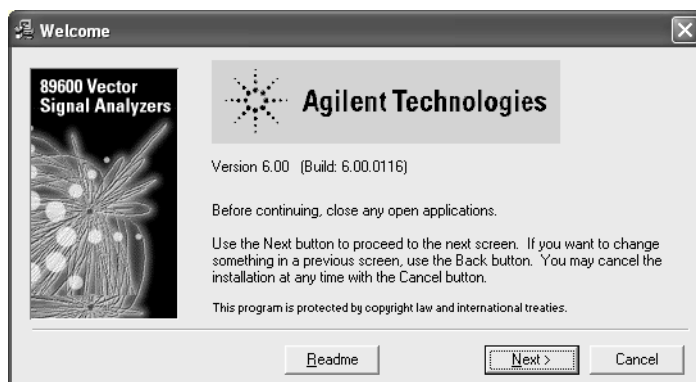 Welcome
89600 Vector
Signal Analyzers
Agilent Technologies
Version 6.00 (Build: 6.00.0116)
Before continuing, close any open applications.
Use the Next button to proceed to the next screen. If you want to change
something in a previous screen, use the Back button. You may cancel the
installation at any time with the Cancel button.
This program is protected by copyright law and international treaties.
Readme
Next >
Cancel